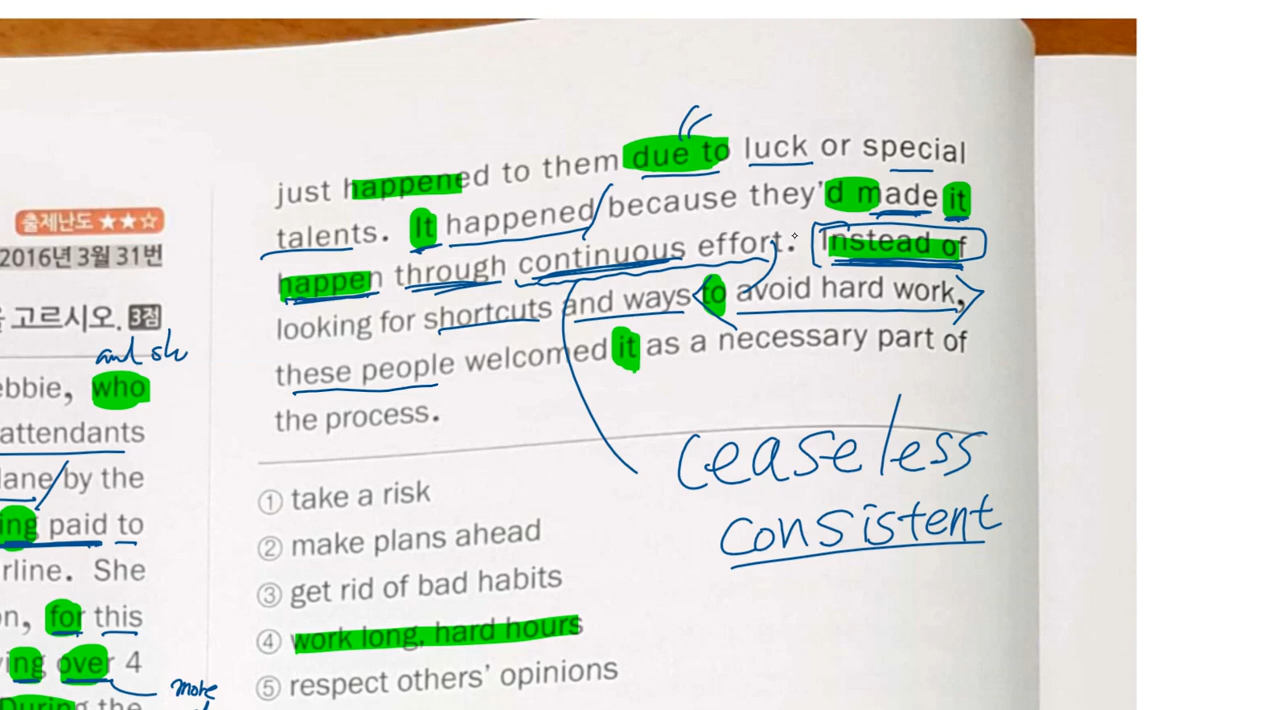 출제난도 ★★☆
2016년 3월 31번
고르시오. 3점
and sh
ebbie, who
attendants
lane by the
ing paid to
rline. She
on, for this
ing over 4
more
During the
just happened to them due to luck or special
talents. It happened because they'd made it
happen through continuous effort. Instead of
looking for shortcuts and ways to avoid hard work,
these people welcomed it as a necessary part of
the process.
ceaseless
consistent
① take a risk
② make plans ahead
③ get rid of bad habits
④ work long, hard hours
⑤ respect others' opinions